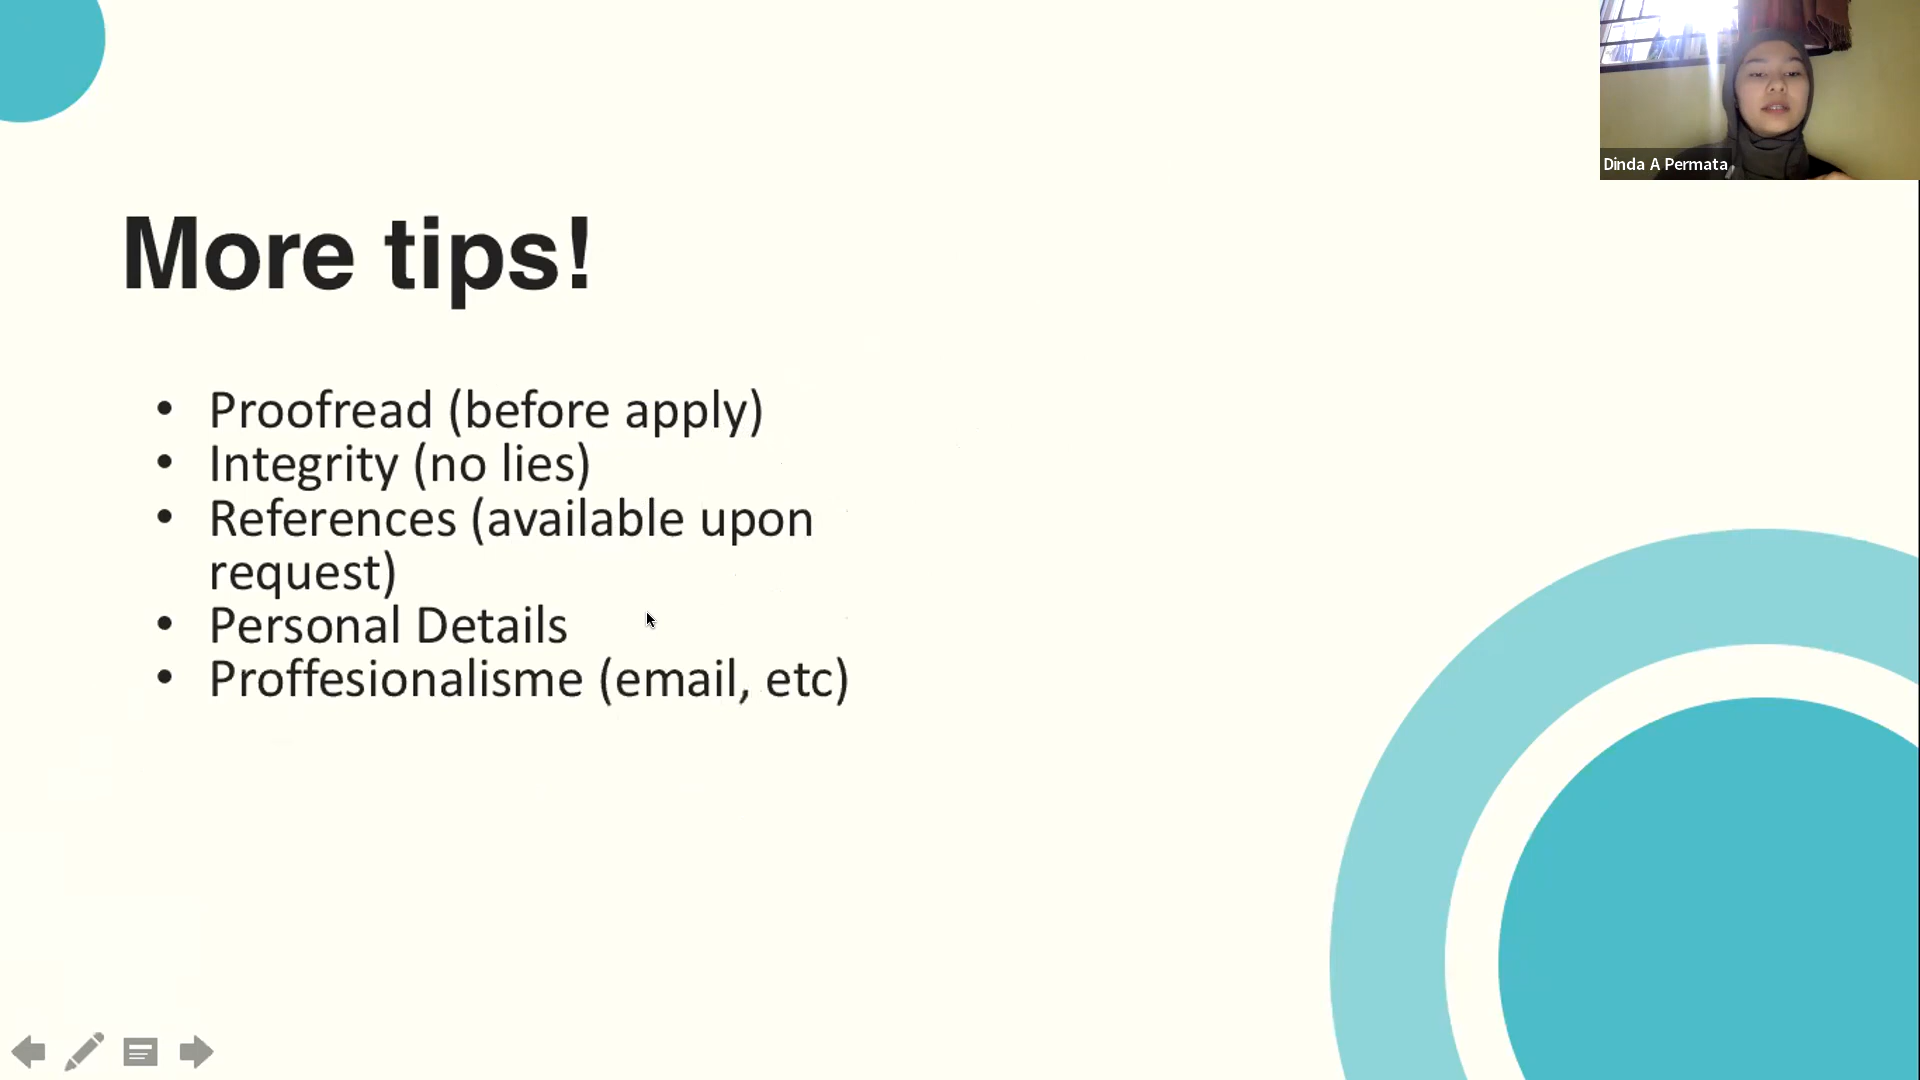 Dinda A Permata
More tips!
• Proofread (before apply)
• Integrity (no lies)
• References (available upon
request)
• Personal Details
• Proffesionalisme (email, etc)